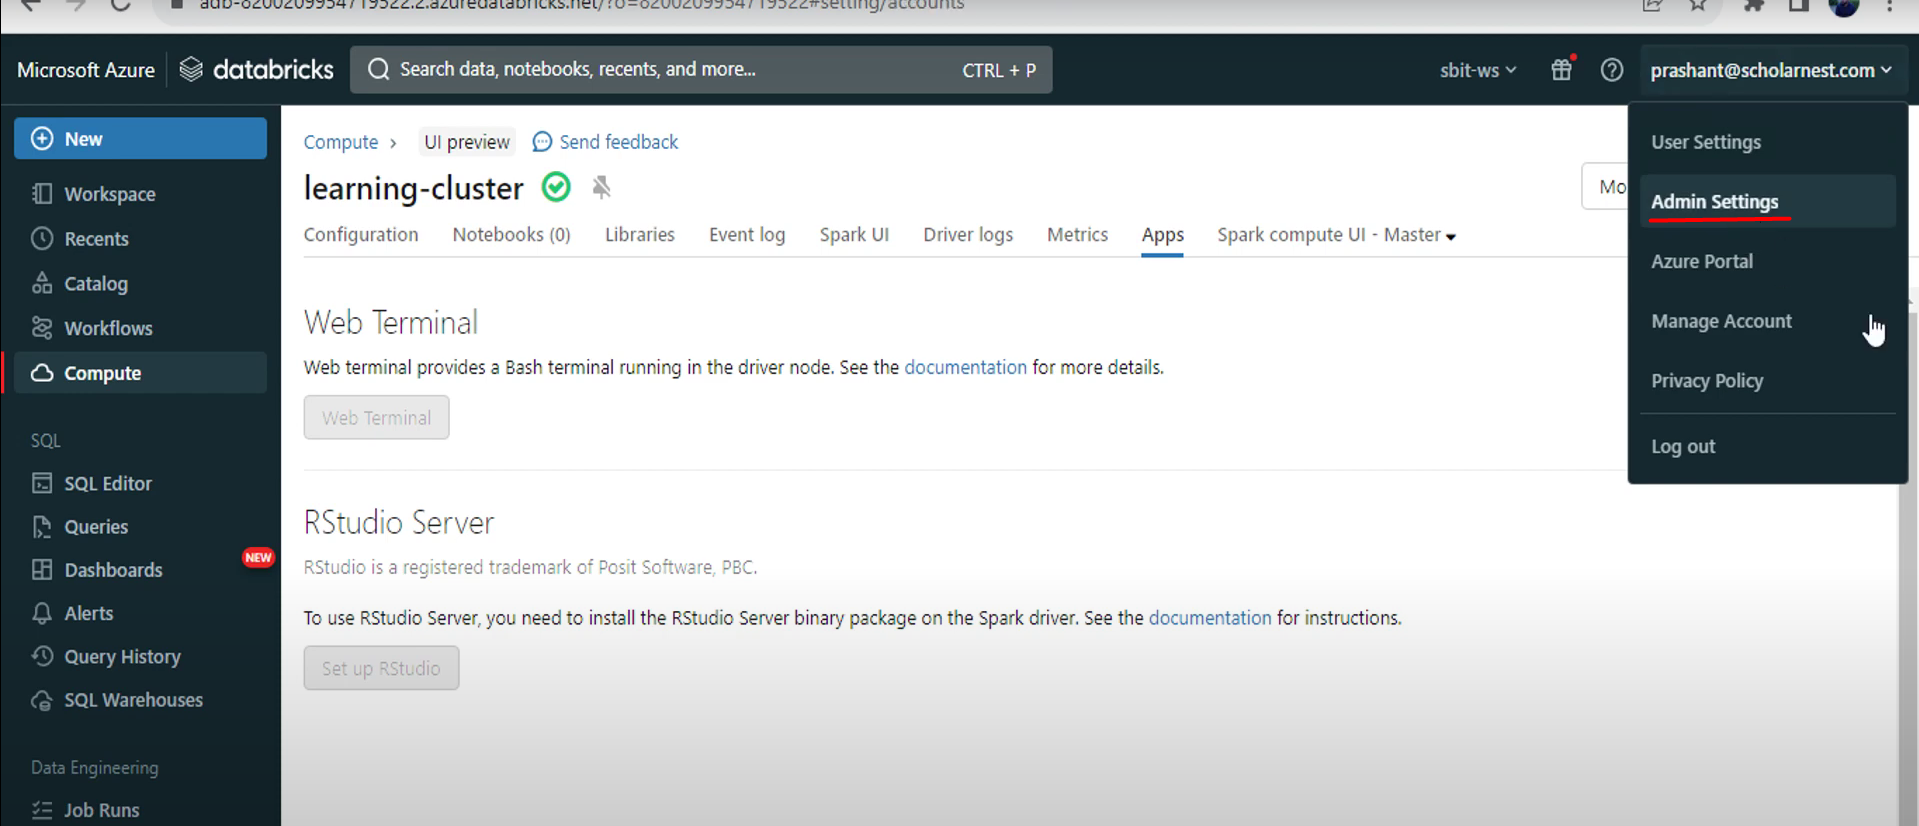 adb-8200209954719522.2.azuredatabricks.net/?o=8200209954719522#setting/accounts
Microsoft Azure
databricks
Search data, notebooks, recents, and more...
CTRL + P
sbit-ws
prashant@scholarnest.com
New
Workspace
Recents
Catalog
Workflows
Compute
SQL
SQL Editor
Queries
Dashboards
NEW
Alerts
Query History
SQL Warehouses
Data Engineering
Job Runs
Compute >
UI preview
Send feedback
learning-cluster
Mo
Configuration
Notebooks (0)
Libraries
Event log
Spark UI
Driver logs
Metrics
Apps
Spark compute UI - Master
Web Terminal
Web terminal provides a Bash terminal running in the driver node. See the documentation for more details.
Web Terminal
RStudio Server
RStudio is a registered trademark of Posit Software, PBC.
To use RStudio Server, you need to install the RStudio Server binary package on the Spark driver. See the documentation for instructions.
Set up RStudio
User Settings
Admin Settings
Azure Portal
Manage Account
Privacy Policy
Log out